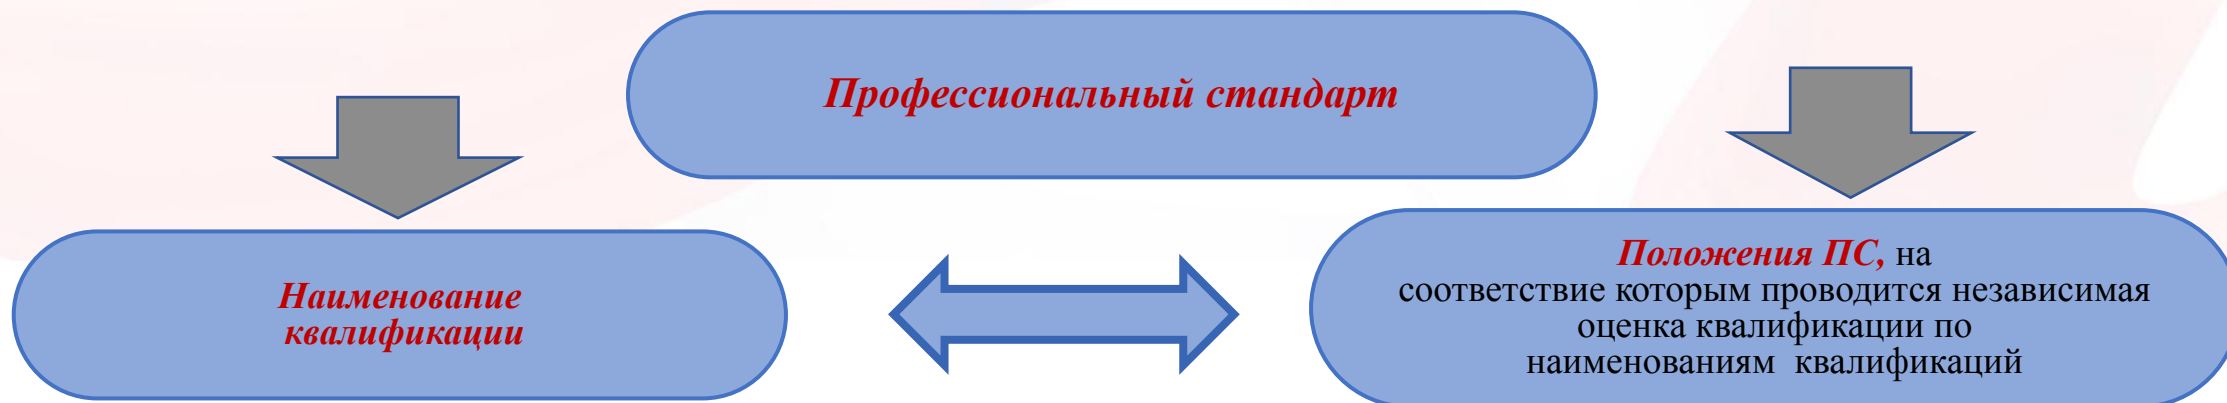 Профессиональный стандарт
Наименование
квалификации
Положения ПС, на
соответствие которым проводится независимая
оценка квалификации по
наименованиям квалификаций